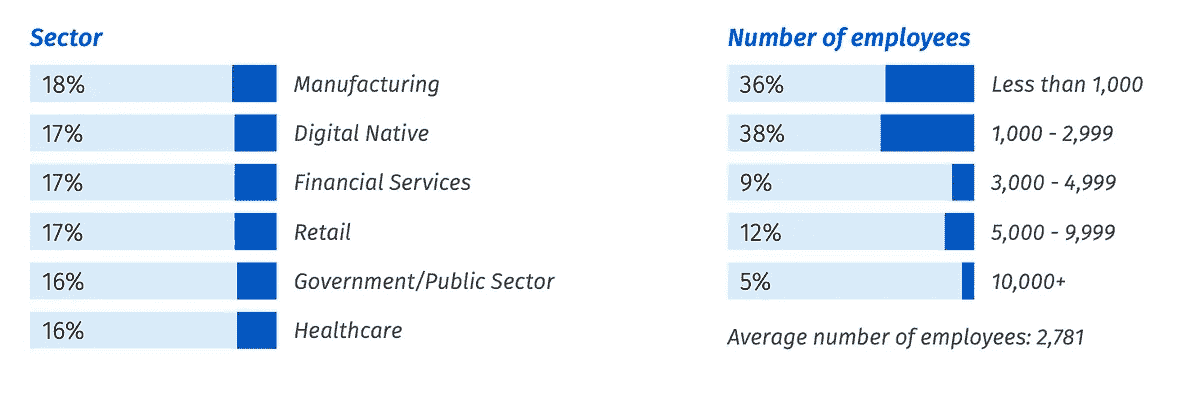 Sector
18% Manufacturing
17% Digital Native
17% Financial Services
17% Retail
16% Government/Public Sector
16% Healthcare
Number of employees
36% Less than 1,000
38% 1,000 - 2,999
9% 3,000 - 4,999
12% 5,000 - 9,999
5% 10,000+
Average number of employees: 2,781